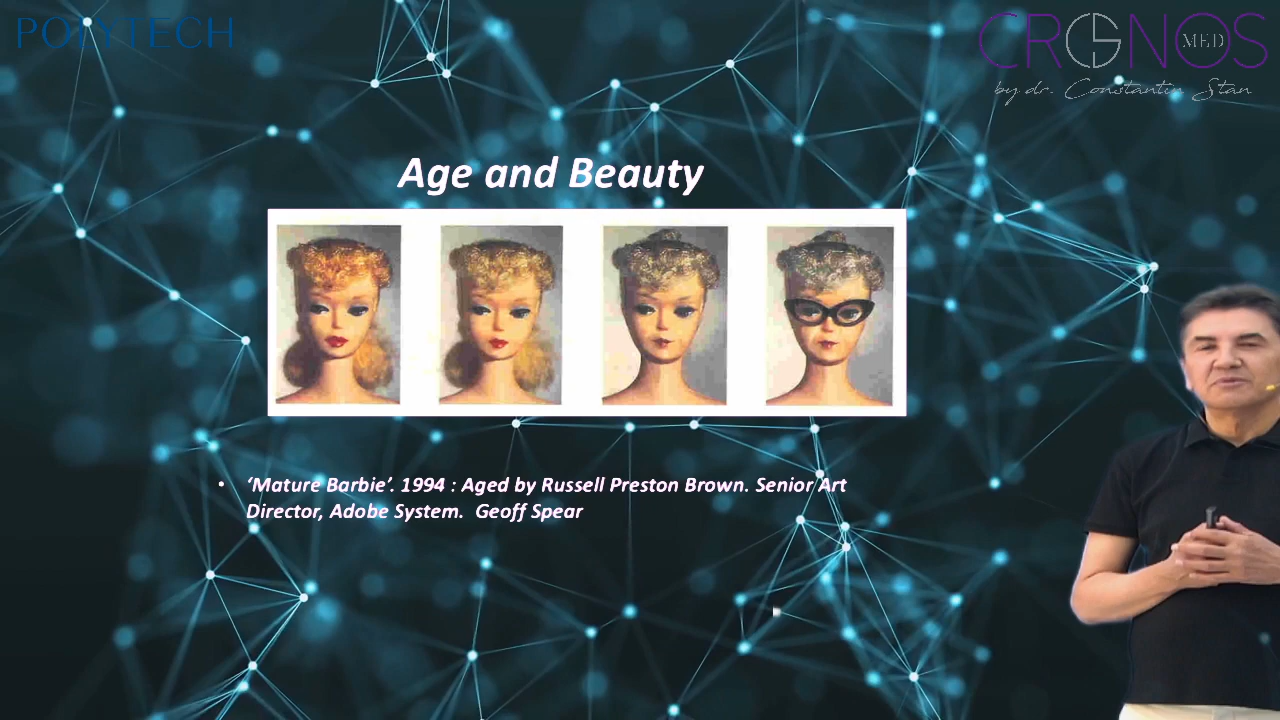 POLYTECH
CRONOS
MED
by dr. Constantin Stan
Age and Beauty
• 'Mature Barbie'. 1994 : Aged by Russell Preston Brown. Senior Art
Director, Adobe System.  Geoff Spear